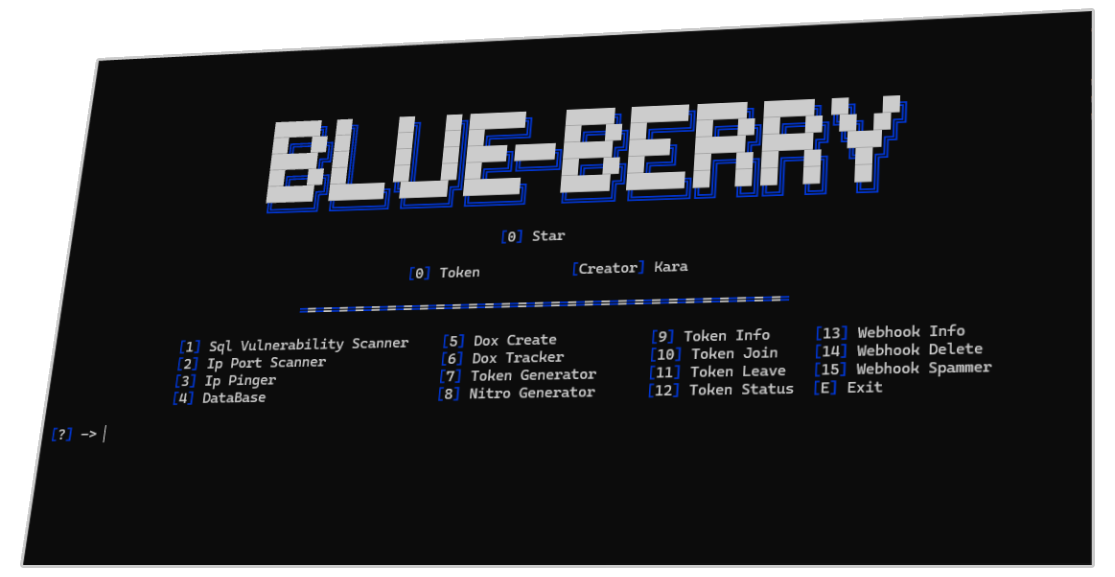 BLUE-BERRY
[0] Star
[0] Token [Creator] Kara
===============================
[1] Sql Vulnerability Scanner [5] Dox Create [9] Token Info [13] Webhook Info
[2] Ip Port Scanner [6] Dox Tracker [10] Token Join [14] Webhook Delete
[3] Ip Pinger [7] Token Generator [11] Token Leave [15] Webhook Spammer
[4] DataBase [8] Nitro Generator [12] Token Status [E] Exit
[?] -> |